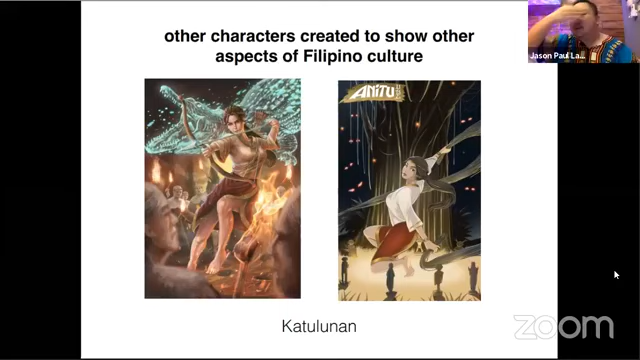 other characters created to show other
aspects of Filipino culture
Jason Paul La...
ANITU
Katulunan
zoom